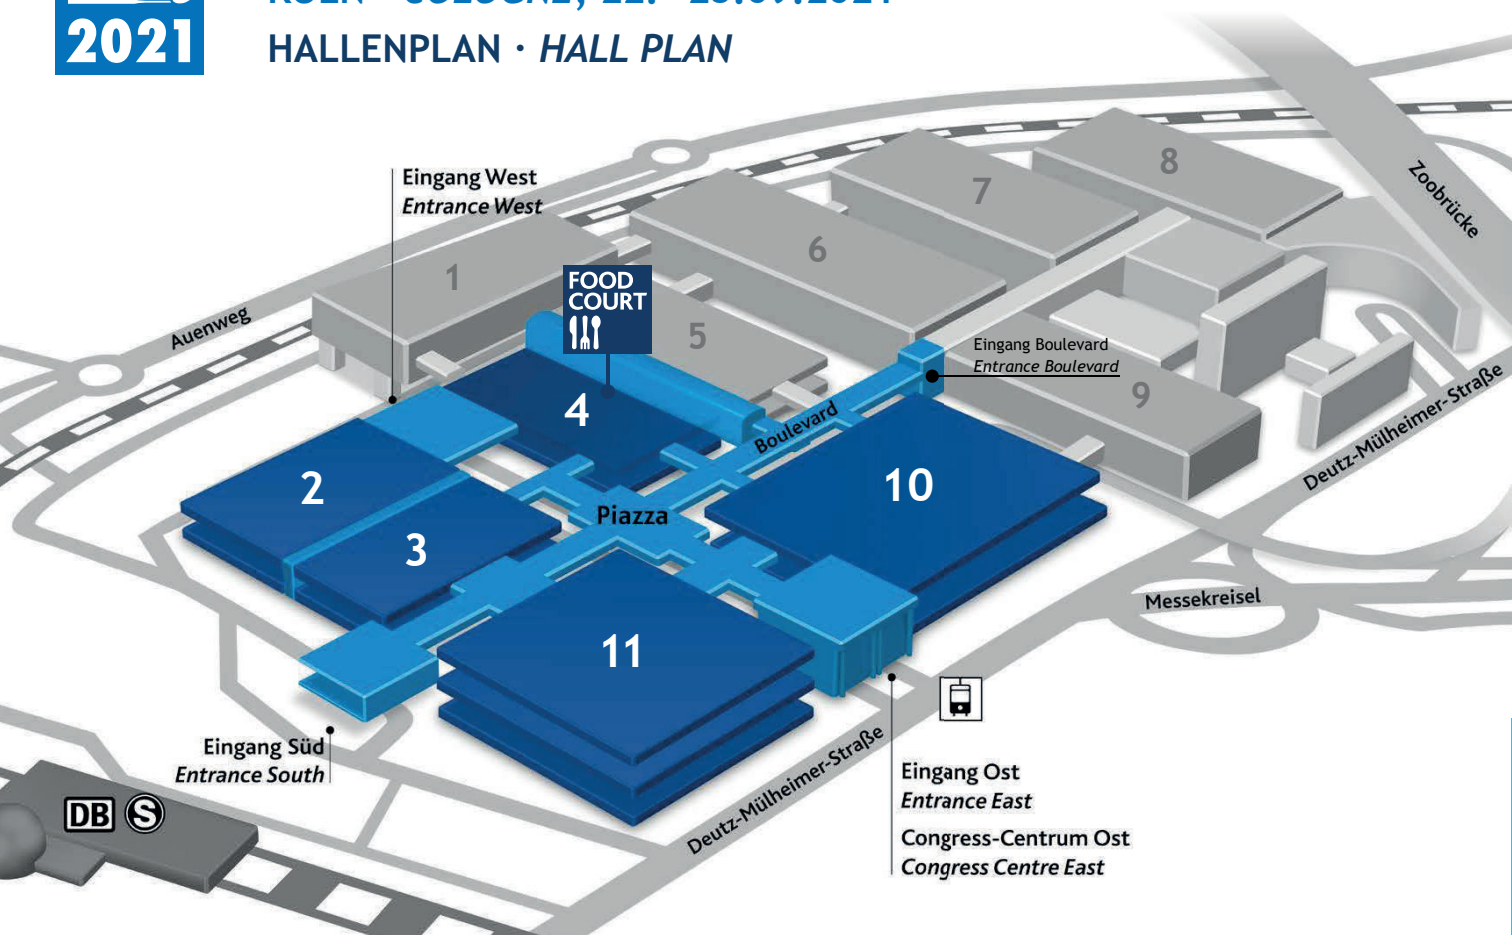 2021
HALLENPLAN · HALL PLAN
Eingang West
Entrance West
1
5
6
7
8
9
Zoobrücke
Auenweg
FOOD
COURT
Eingang Boulevard
Entrance Boulevard
Boulevard
4
2
3
10
11
Piazza
Deutz-Mülheimer-Straße
Messekreisel
Eingang Süd
Entrance South
DB S
Deutz-Mülheimer-Straße
Eingang Ost
Entrance East
Congress-Centrum Ost
Congress Centre East